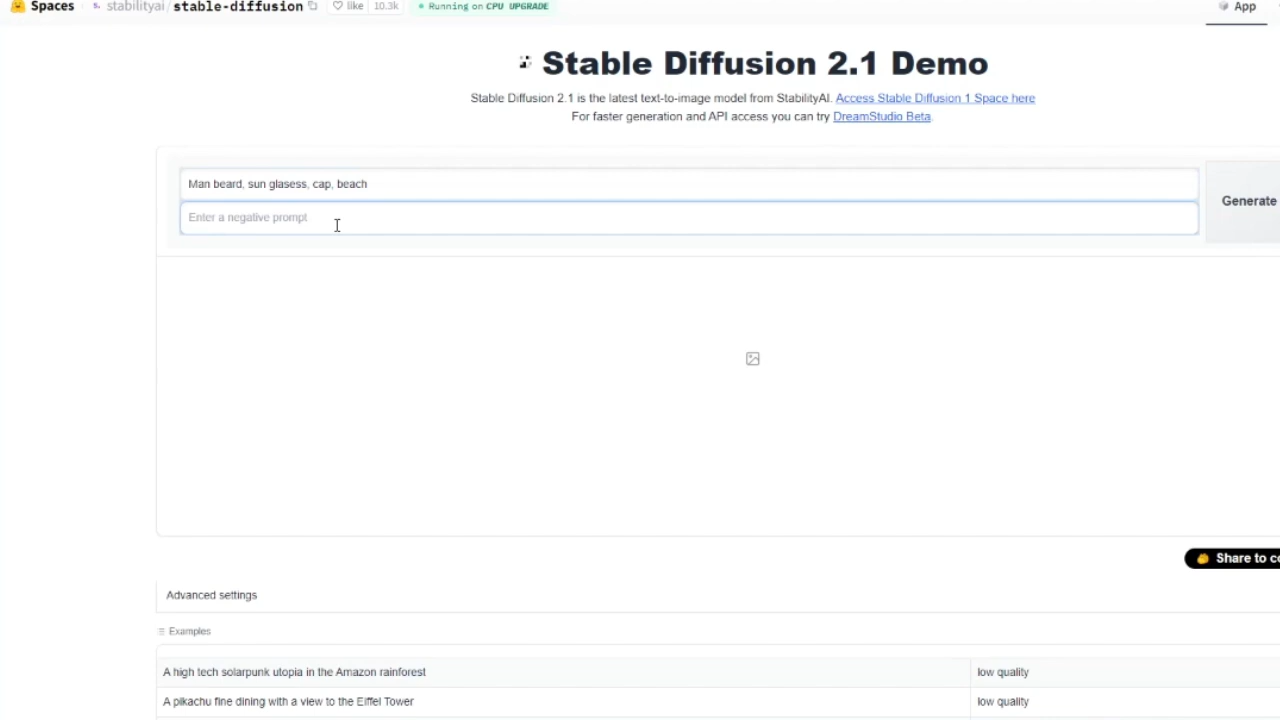 Spaces stabilityai/stable-diffusion like 10.3k Running on CPU UPGRADE App
Stable Diffusion 2.1 Demo
Stable Diffusion 2.1 is the latest text-to-image model from StabilityAI. Access Stable Diffusion 1 Space here
For faster generation and API access you can try DreamStudio Beta.
Man beard, sun glasess, cap, beach
Enter a negative prompt
Generate
Share to
Advanced settings
Examples
A high tech solarpunk utopia in the Amazon rainforest low quality
A pikachu fine dining with a view to the Eiffel Tower low quality